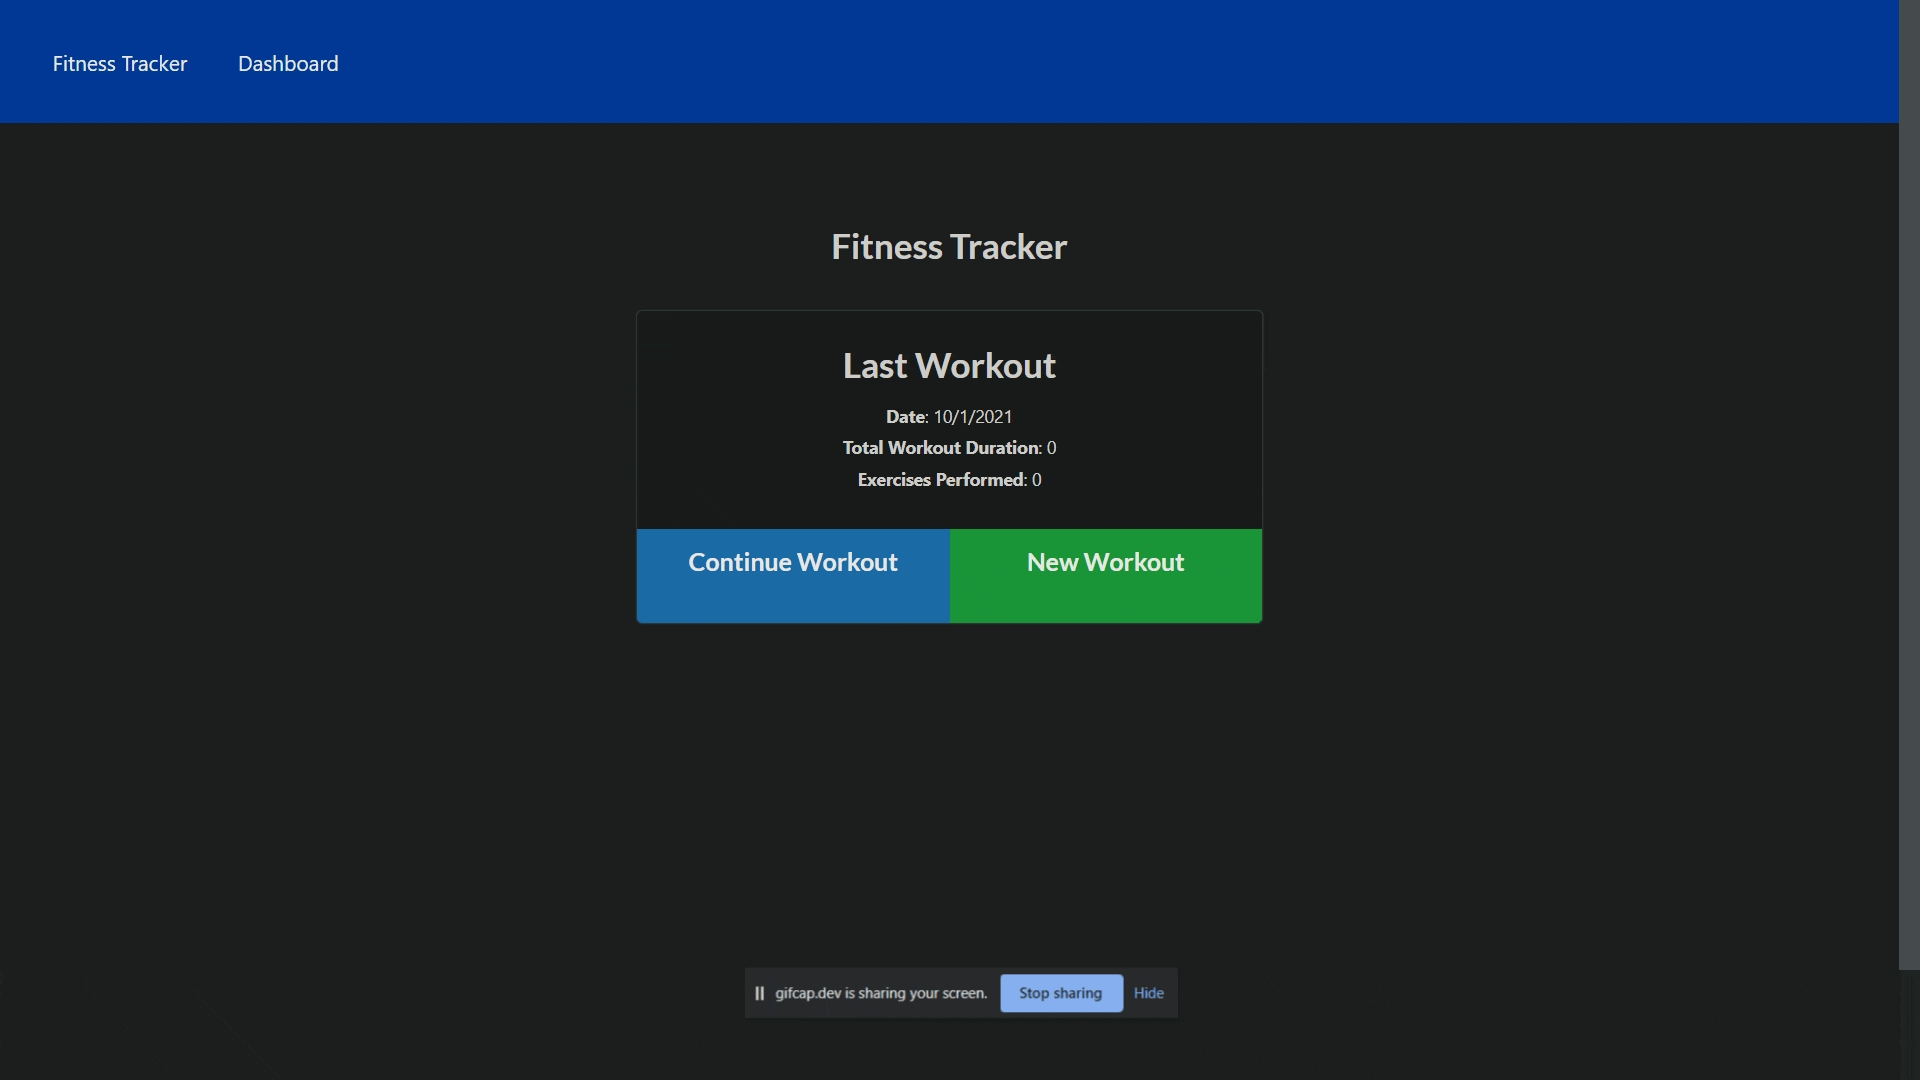 Fitness Tracker Dashboard
Fitness Tracker
Last Workout
Date: 10/1/2021
Total Workout Duration: 0
Exercises Performed: 0
Continue Workout New Workout
gifcap.dev is sharing your screen. Stop sharing Hide